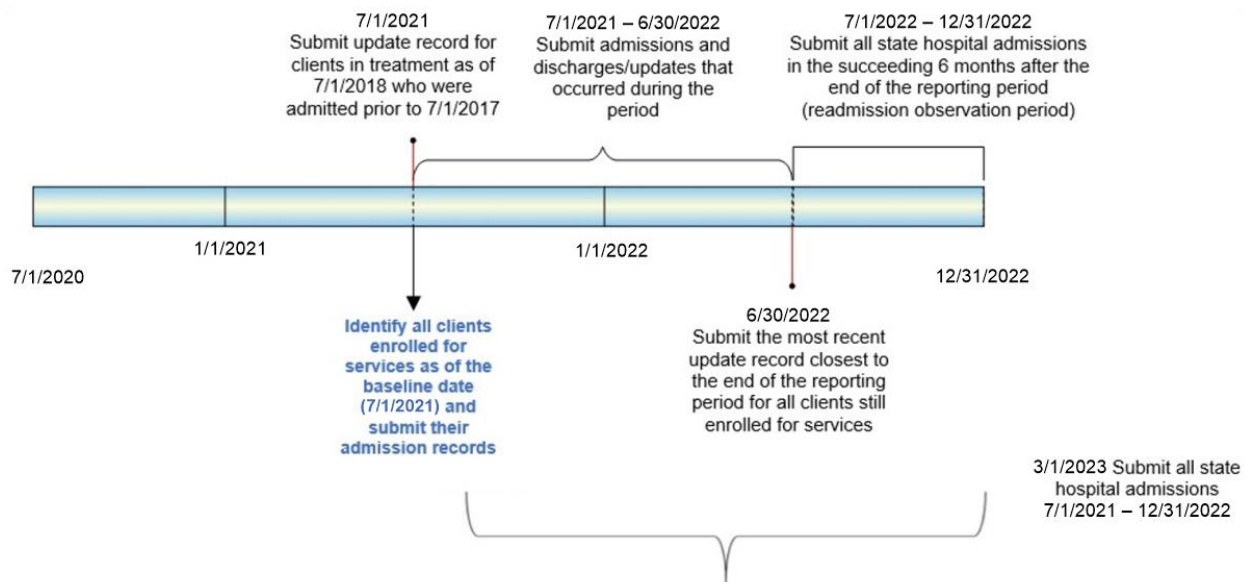 7/1/2021
Submit update record for
clients in treatment as of
7/1/2018 who were
admitted prior to 7/1/2017
7/1/2021 – 6/30/2022
Submit admissions and
discharges/updates that
occurred during the
period
7/1/2022 – 12/31/2022
Submit all state hospital admissions
in the succeeding 6 months after the
end of the reporting period
(readmission observation period)
1/1/2021
1/1/2022
7/1/2020
12/31/2022
Identify all clients
enrolled for
services as of the
baseline date
(7/1/2021) and
submit their
admission records
6/30/2022
Submit the most recent
update record closest to
the end of the reporting
period for all clients still
enrolled for services
3/1/2023 Submit all state
hospital admissions
7/1/2021 – 12/31/2022